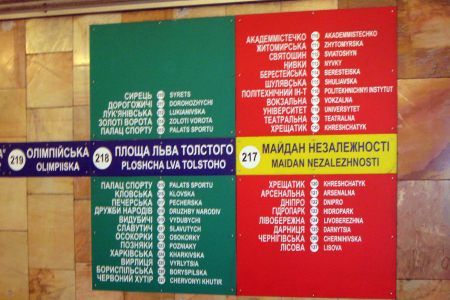 СИРЕЦЬ SYRETS
ДОРОГОЖИЧІ DOROHOZHYCHI
ЛУК'ЯНІВСЬКА LUKIANIVSKA
ЗОЛОТІ ВОРОТА ZOLOTI VOROTA
ПАЛАЦ СПОРТУ PALATS SPORTU
АКАДЕММІСТЕЧКО AKADEMMISTECHKO
ЖИТОМИРСЬКА ZHYTOMYRSKA
СВЯТОШИН SVIATOSHYN
НИВКИ NYVKY
БЕРЕСТЕЙСЬКА BERESTEISKA
ШУЛЯВСЬКА SHULIAVSKA
ПОЛІТЕХНІЧНИЙ ІН-Т POLITEKHNICHNYI INSTYTUT
ВОКЗАЛЬНА VOKZALNA
УНІВЕРСИТЕТ UNIVERSYTET
ТЕАТРАЛЬНА TEATRALNA
ХРЕЩАТИК KHRESHCHATYK
219 ОЛІМПІЙСЬКА
OLIMPIISKA
218 ПЛОЩА ЛЬВА ТОЛСТОГО
PLOSHCHA LVA TOLSTOHO
217 МАЙДАН НЕЗАЛЕЖНОСТІ
MAIDAN NEZALEZHNOSTI
ПАЛАЦ СПОРТУ PALATS SPORTU
КЛОВСЬКА KLOVSKA
ПЕЧЕРСЬКА PECHERSKA
ДРУЖБИ НАРОДІВ DRUZHBY NARODIV
ВИДУБИЧІ VYDUBYCHI
СЛАВУТИЧ SLAVUTYCH
ОСОКОРКИ OSOKORKY
ПОЗНЯКИ POZNIAKY
ХАРКІВСЬКА KHARKIVSKA
ВИРЛИЦЯ VYRLYTSIA
БОРИСПІЛЬСЬКА BORYSPILSKA
ЧЕРВОНИЙ ХУТІР CHERVONYI KHUTIR
ХРЕЩАТИК KHRESHCHATYK
АРСЕНАЛЬНА ARSENALNA
ДНІПРО DNIPRO
ГІДРОПАРК HIDROPARK
ЛІВОБЕРЕЖНА LIVOBEREZHNA
ДАРНИЦЯ DARNYTSIA
ЧЕРНІГІВСЬКА CHERNIHIVSKA
ЛІСОВА LISOVA